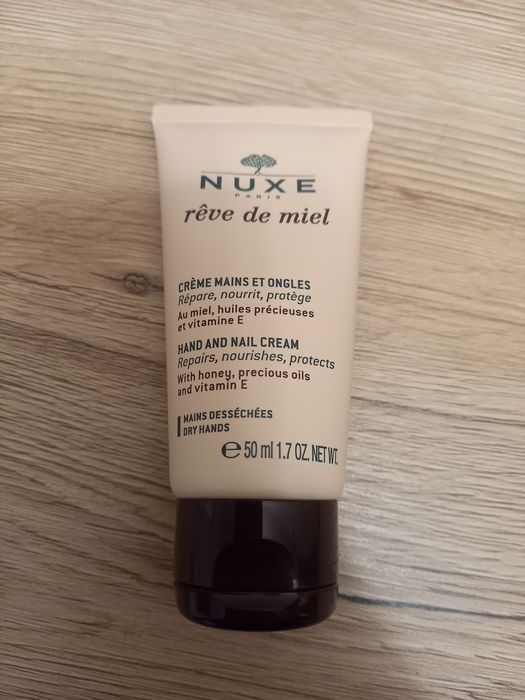 NUXE
PARIS
rêve de miel
CRÈME MAINS ET ONGLES
Répare, nourrit, protège
Au miel, huiles précieuses
et vitamine E
HAND AND NAIL CREAM
Repairs, nourishes, protects
With honey, precious oils
and vitamin E
MAINS DESSÉCHÉES
DRY HANDS
℮ 50 ml 1.7 OZ. NET WT.